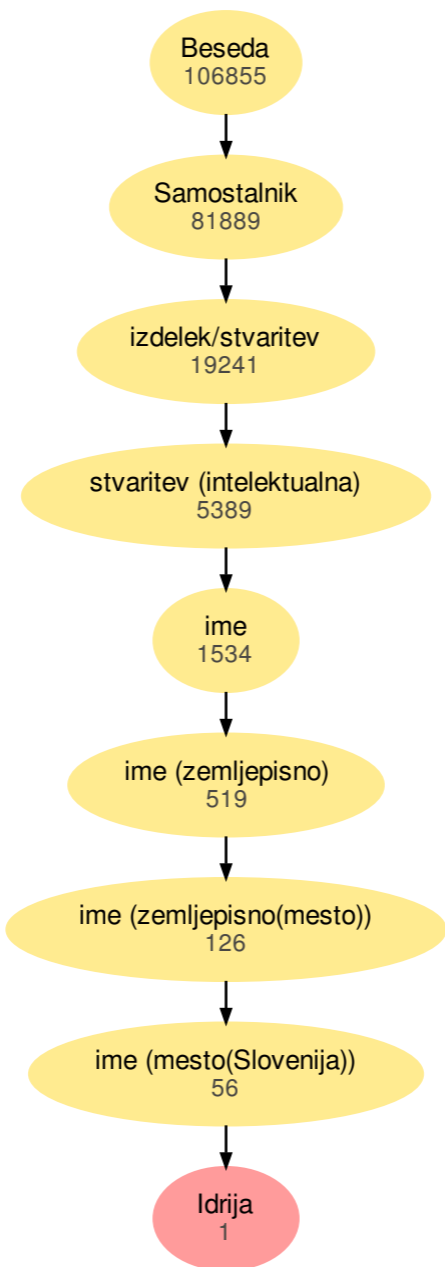 Beseda
106855
Samostalnik
81889
izdelek/stvaritev
19241
stvaritev (intelektualna)
5389
ime
1534
ime (zemljepisno)
519
ime (zemljepisno(mesto))
126
ime (mesto(Slovenija))
56
Idrija
1